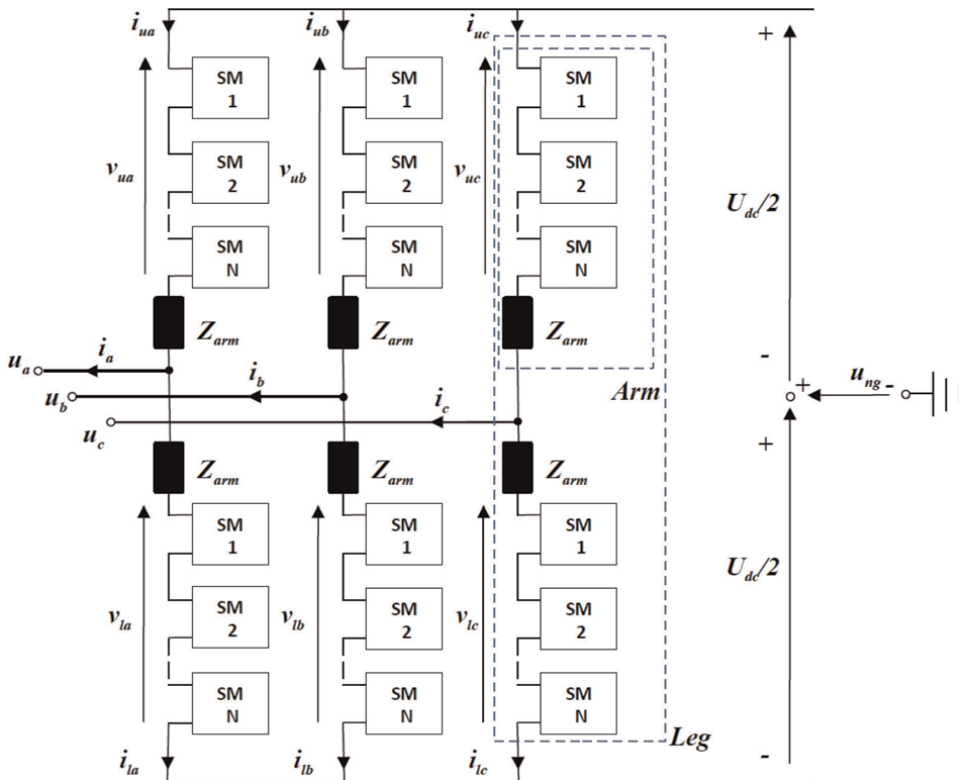 i_ua i_ub i_uc +
SM 1 SM 1 SM 1
v_ua v_ub v_uc
SM 2 SM 2 SM 2
U_dc/2
SM N SM N SM N
Z_arm Z_arm Z_arm
-
u_a i_a
u_b i_b Arm + u_ng -
u_c i_c
+
Z_arm Z_arm Z_arm
SM 1 SM 1 SM 1
U_dc/2
v_la v_lb v_lc
SM 2 SM 2 SM 2
SM N SM N SM N
Leg
i_la i_lb i_lc -